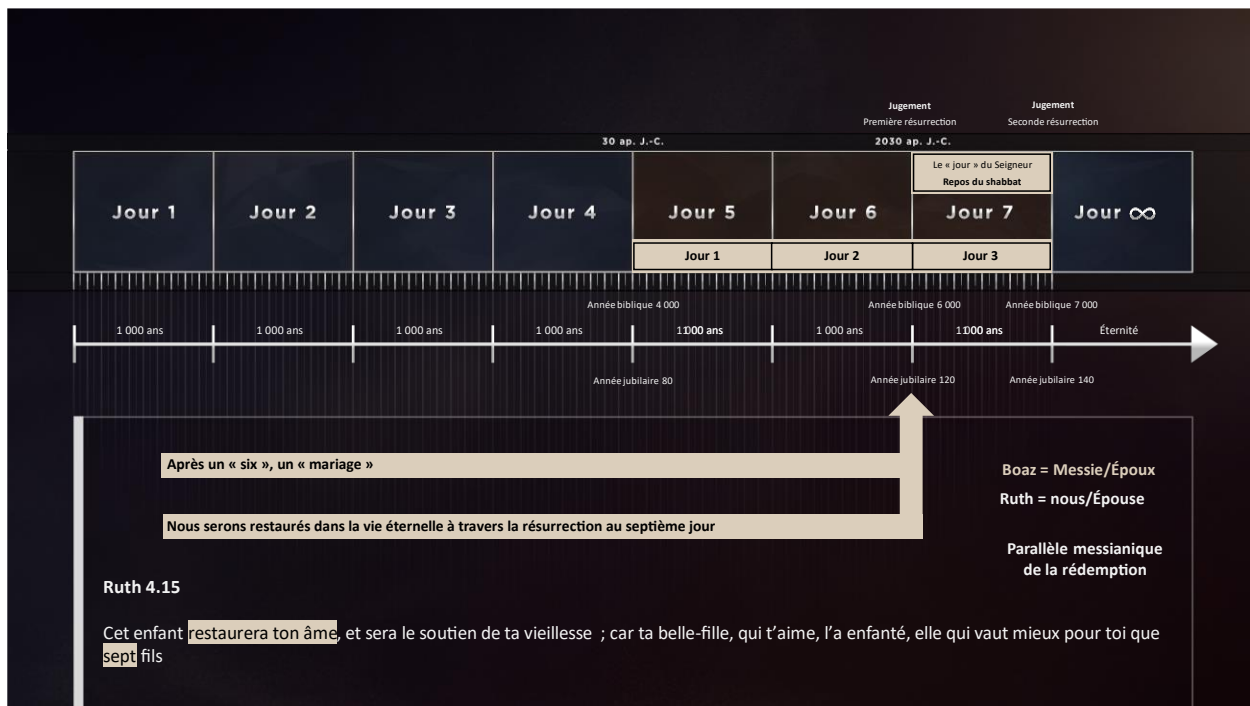 Jugement
Première résurrection
Jugement
Seconde résurrection
30 ap. J.-C.
2030 ap. J.-C.
Le « jour » du Seigneur
Repos du shabbat
Jour 1
Jour 2
Jour 3
Jour 4
Jour 5
Jour 6
Jour 7
Jour ∞
Jour 1
Jour 2
Jour 3
Année biblique 4 000
Année biblique 6 000
Année biblique 7 000
1 000 ans
1 000 ans
1 000 ans
1 000 ans
1 000 ans
1 000 ans
1 000 ans
Éternité
Année jubilaire 80
Année jubilaire 120
Année jubilaire 140
Après un « six », un « mariage »
Boaz = Messie/Époux
Ruth = nous/Épouse
Nous serons restaurés dans la vie éternelle à travers la résurrection au septième jour
Parallèle messianique
de la rédemption
Ruth 4.15
Cet enfant restaurera ton âme, et sera le soutien de ta vieillesse ; car ta belle-fille, qui t’aime, l’a enfanté, elle qui vaut mieux pour toi que
sept fils